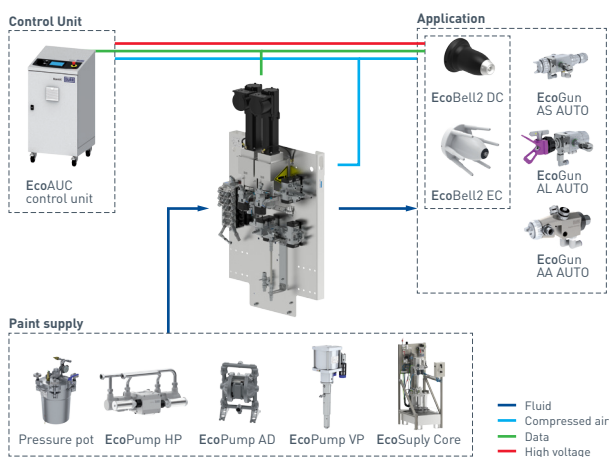 Control Unit
EcoAUC
control unit
Application
EcoBell2 DC
EcoGun
AS AUTO
EcoBell2 EC
EcoGun
AL AUTO
EcoGun
AA AUTO
Paint supply
Pressure pot
EcoPump HP
EcoPump AD
EcoPump VP
EcoSuply Core
Fluid
Compressed air
Data
High voltage